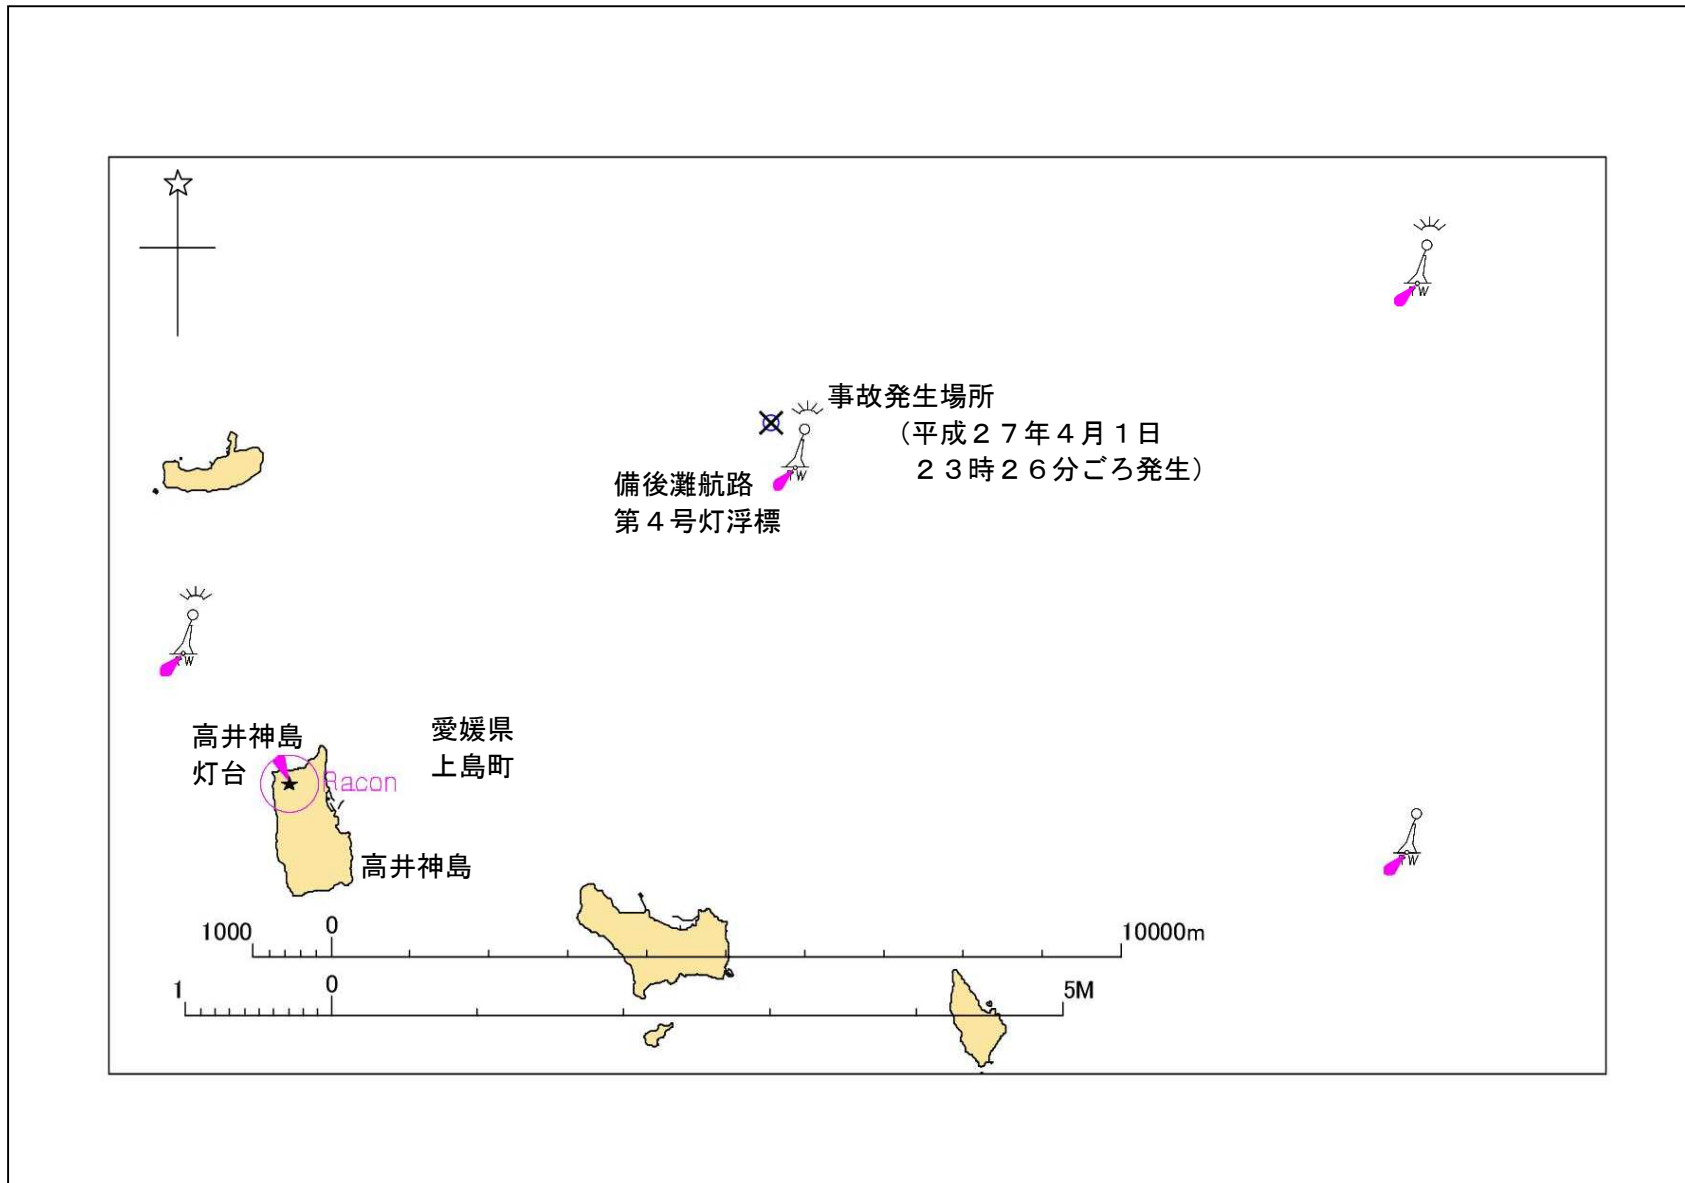 事故発生場所
（平成２７年４月１日
２３時２６分ごろ発生）
備後灘航路
第４号灯浮標
高井神島
灯台
愛媛県
上島町
Racon
高井神島
1000 0 10000m
1 0 5M